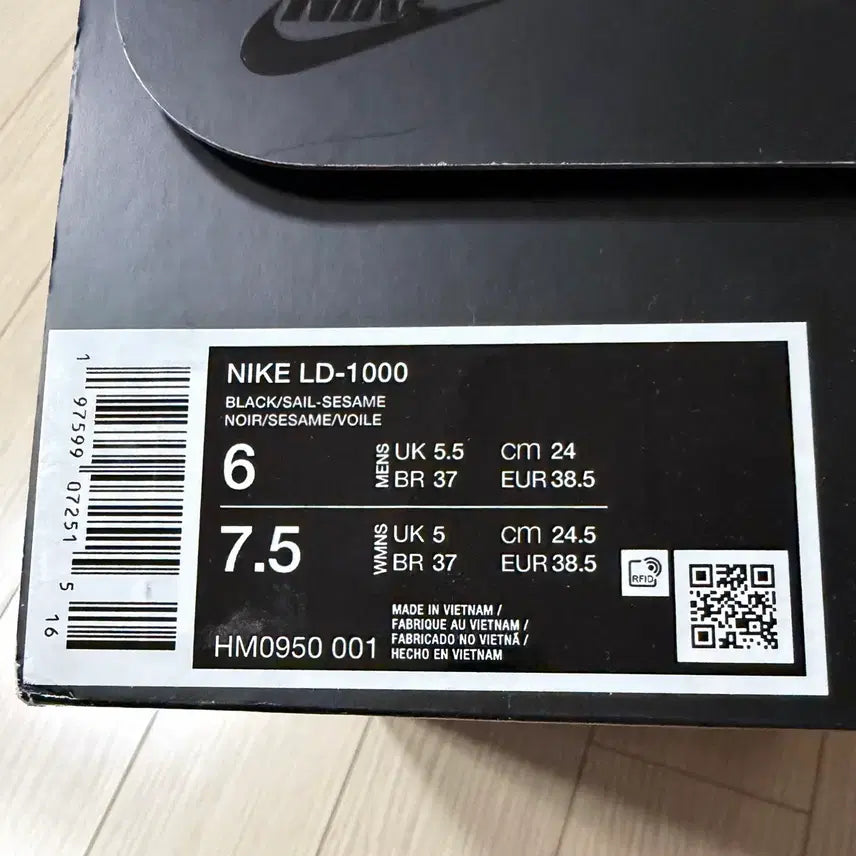 NIKE
NIKE LD-1000
BLACK/SAIL-SESAME
NOIR/SESAME/VOILE
6
MENS
UK 5.5 cm 24
BR 37 EUR 38.5
7.5
WMNS
UK 5 cm 24.5
BR 37 EUR 38.5
RFID
HM0950 001
MADE IN VIETNAM /
FABRIQUE AU VIETNAM /
FABRICADO NO VIETNÃ /
HECHO EN VIETNAM
1 97599 07251 5 16